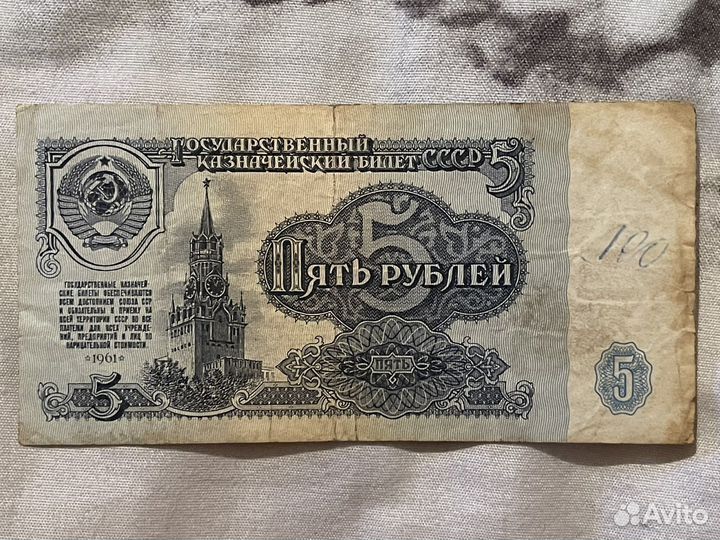 ГОСУДАРСТВЕННЫЙ
КАЗНАЧЕЙСКИЙ БИЛЕТ СССР
5
5
ПЯТЬ РУБЛЕЙ
ГОСУДАРСТВЕННЫЕ КАЗНАЧЕЙ-
СКИЕ БИЛЕТЫ ОБЕСПЕЧИВАЮТСЯ
ВСЕМ ДОСТОЯНИЕМ СОЮЗА ССР
И ОБЯЗАТЕЛЬНЫ К ПРИЕМУ НА
ВСЕЙ ТЕРРИТОРИИ СССР ВО ВСЕ
ПЛАТЕЖИ ДЛЯ ВСЕХ УЧРЕЖДЕ-
НИЙ, ПРЕДПРИЯТИЙ И ЛИЦ ПО
НАРИЦАТЕЛЬНОЙ СТОИМОСТИ.
1961
ПЯТЬ
5
5
100
Avito